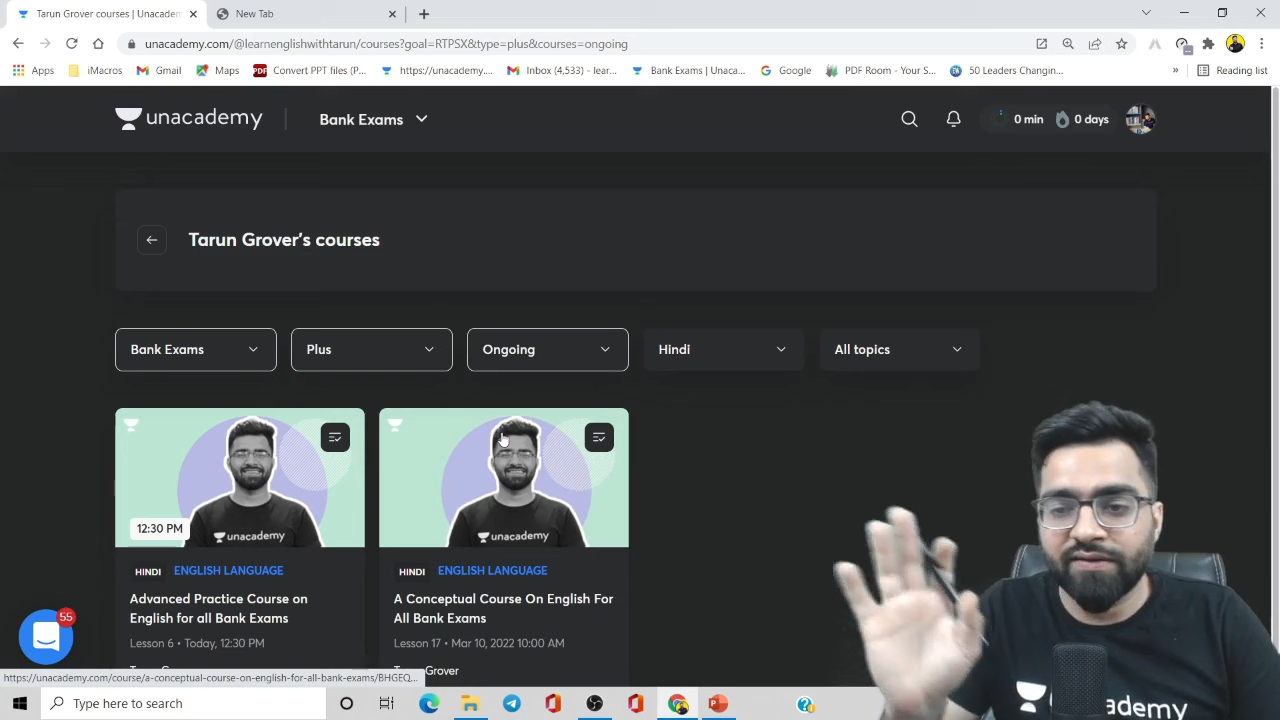 Tarun Grover courses | Unacadem
New Tab
unacademy.com/@learnenglishwithtarun/courses?goal=RTPSX&type=plus&courses=ongoing
Apps
iMacros
Gmail
Maps
PDF
Convert PPT files (P...
https://unacademy....
Inbox (4,533) – lear...
Bank Exams | Unaca...
Google
PDF Room - Your S...
50 Leaders Changin...
»
Reading list
unacademy
Bank Exams
0 min
0 days
Tarun Grover's courses
Bank Exams
Plus
Ongoing
Hindi
All topics
12:30 PM
unacademy
unacademy
HINDI ENGLISH LANGUAGE
Advanced Practice Course on
English for all Bank Exams
Lesson 6 • Today, 12:30 PM
HINDI ENGLISH LANGUAGE
A Conceptual Course On English For
All Bank Exams
Lesson 17 • Mar 10, 2022 10:00 AM
Grover
55
https://unacademy.com/course/a-conceptual-course-on-english-for-all-bank-exams/BHGEQ...
Type here to search
ademy